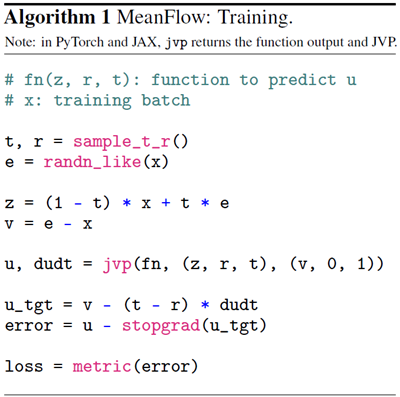 Algorithm 1 MeanFlow: Training.
Note: in PyTorch and JAX, jvp returns the function output and JVP.
# fn(z, r, t): function to predict u
# x: training batch
t, r = sample_t_r()
e = randn_like(x)
z = (1 - t) * x + t * e
v = e - x
u, dudt = jvp(fn, (z, r, t), (v, 0, 1))
u_tgt = v - (t - r) * dudt
error = u - stopgrad(u_tgt)
loss = metric(error)